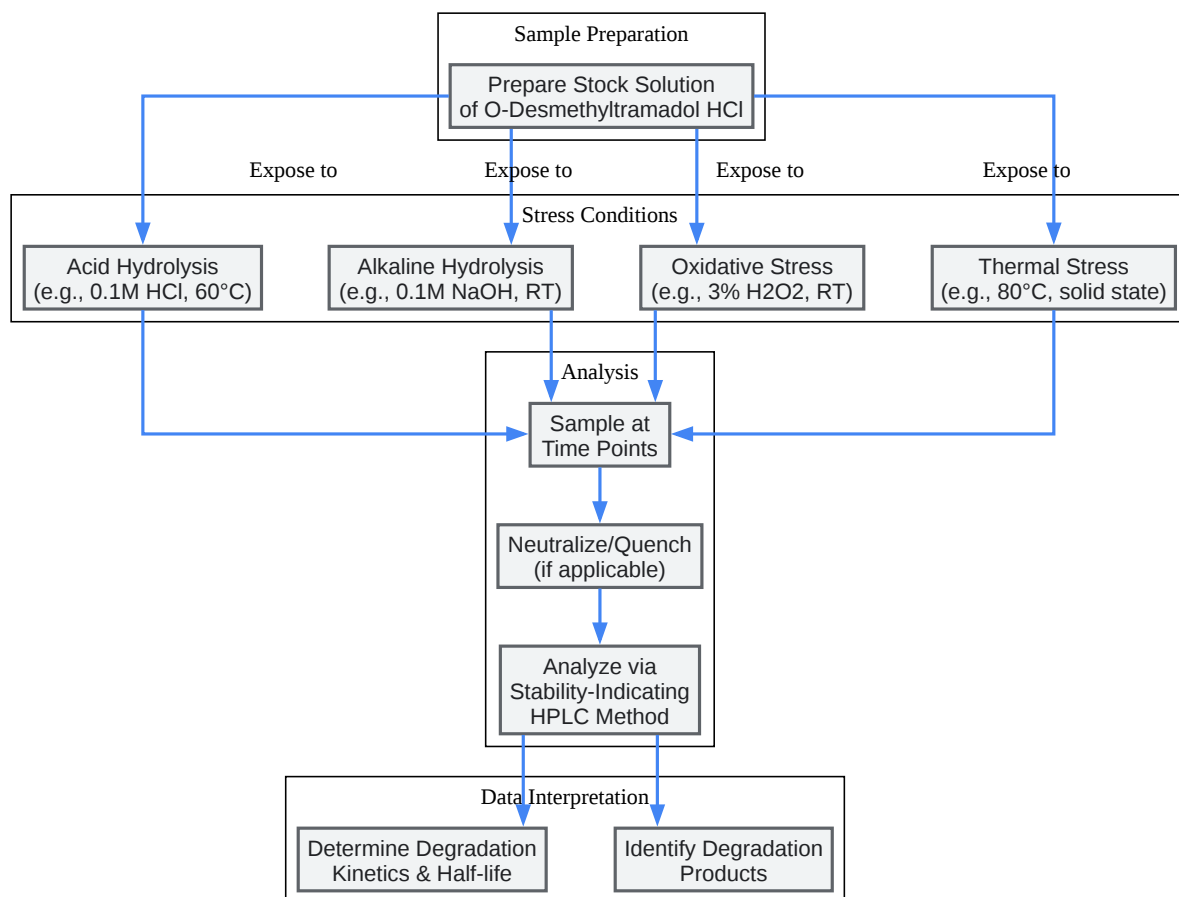 Sample Preparation
Prepare Stock Solution
of O-Desmethyltramadol HCl
Expose to
Expose to
Expose to
Expose to
Stress Conditions
Acid Hydrolysis
(e.g., 0.1M HCl, 60°C)
Alkaline Hydrolysis
(e.g., 0.1M NaOH, RT)
Oxidative Stress
(e.g., 3% H2O2, RT)
Thermal Stress
(e.g., 80°C, solid state)
Analysis
Sample at
Time Points
Neutralize/Quench
(if applicable)
Analyze via
Stability-Indicating
HPLC Method
Data Interpretation
Determine Degradation
Kinetics & Half-life
Identify Degradation
Products